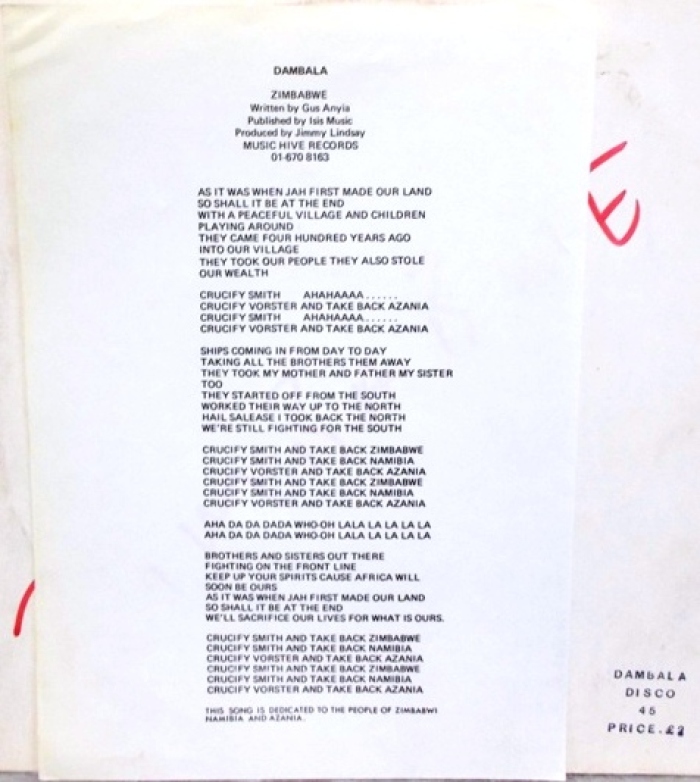 DAMBALA
ZIMBABWE
Written by Gus Anyia
Published by Isis Music
Produced by Jimmy Lindsay
MUSIC HIVE RECORDS
01-670 8163
AS IT WAS WHEN JAH FIRST MADE OUR LAND
SO SHALL IT BE AT THE END
WITH A PEACEFUL VILLAGE AND CHILDREN
PLAYING AROUND
THEY CAME FOUR HUNDRED YEARS AGO
INTO OUR VILLAGE
THEY TOOK OUR PEOPLE THEY ALSO STOLE
OUR WEALTH
CRUCIFY SMITH AHAHAAAA......
CRUCIFY VORSTER AND TAKE BACK AZANIA
CRUCIFY SMITH AHAHAAAA......
CRUCIFY VORSTER AND TAKE BACK AZANIA
SHIPS COMING IN FROM DAY TO DAY
TAKING ALL THE BROTHERS THEM AWAY
THEY TOOK MY MOTHER AND FATHER MY SISTER
TOO
THEY STARTED OFF FROM THE SOUTH
WORKED THEIR WAY UP TO THE NORTH
HAIL SALEASE I TOOK BACK THE NORTH
WE'RE STILL FIGHTING FOR THE SOUTH
CRUCIFY SMITH AND TAKE BACK ZIMBABWE
CRUCIFY SMITH AND TAKE BACK NAMIBIA
CRUCIFY VORSTER AND TAKE BACK AZANIA
CRUCIFY SMITH AND TAKE BACK ZIMBABWE
CRUCIFY SMITH AND TAKE BACK NAMIBIA
CRUCIFY VORSTER AND TAKE BACK AZANIA
AHA DA DA DADA WHO-OH LALA LA LA LA LA
AHA DA DA DADA WHO-OH LALA LA LA LA LA
BROTHERS AND SISTERS OUT THERE
FIGHTING ON THE FRONT LINE
KEEP UP YOUR SPIRITS CAUSE AFRICA WILL
SOON BE OURS
AS IT WAS WHEN JAH FIRST MADE OUR LAND
SO SHALL IT BE AT THE END
WE'LL SACRIFICE OUR LIVES FOR WHAT IS OURS.
CRUCIFY SMITH AND TAKE BACK ZIMBABWE
CRUCIFY SMITH AND TAKE BACK NAMIBIA
CRUCIFY VORSTER AND TAKE BACK AZANIA
CRUCIFY SMITH AND TAKE BACK ZIMBABWE
CRUCIFY SMITH AND TAKE BACK NAMIBIA
CRUCIFY VORSTER AND TAKE BACK AZANIA
THIS SONG IS DEDICATED TO THE PEOPLE OF ZIMBABWE
NAMIBIA AND AZANIA.
E
DAMBALA
DISCO
45
PRICE.£2